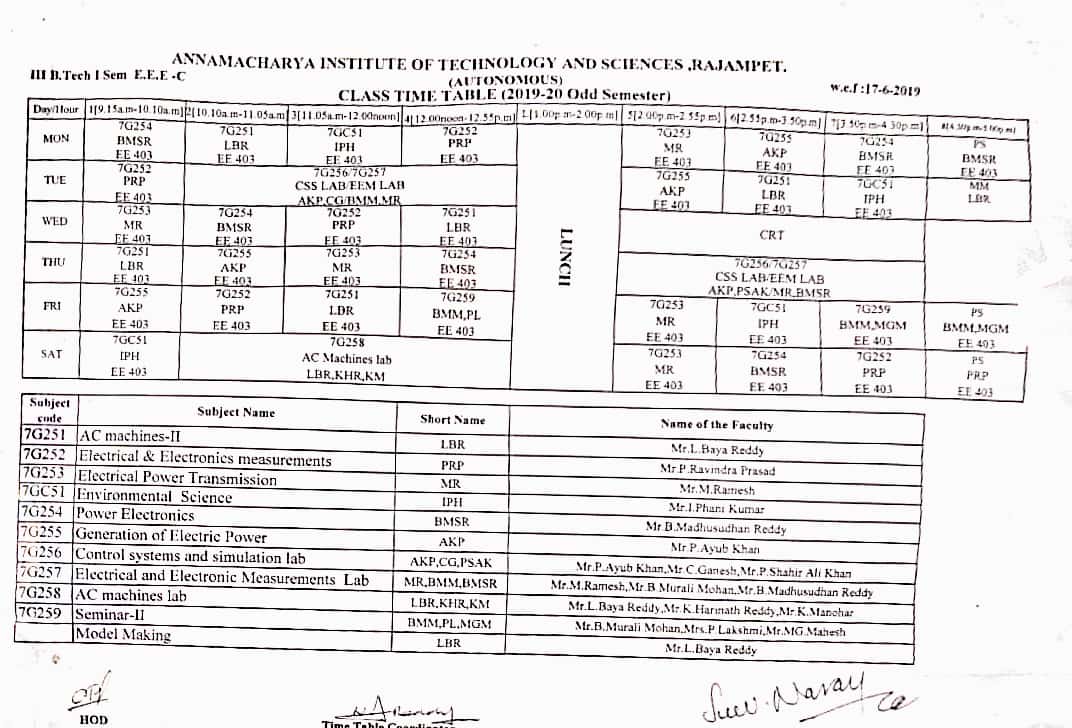 ANNAMACHARYA INSTITUTE OF TECHNOLOGY AND SCIENCES ,RAJAMPET.
III B.Tech I Sem E.E.E -C
(AUTONOMOUS)
w.e.f :17-6-2019
CLASS TIME TABLE (2019-20 Odd Semester)
Day/Hour 1[9.15a.m-10.10a.m] 2[10.10a.m-11.05a.m] 3[11.05a.m-12.00noon] 4[12.00noon-12.55p.m] L[1.00p.m-2.00p.m] 5[2.00p.m-2.55p.m] 6[2.55p.m-3.50p.m] 7[3.50p.m-4.30p.m]
7G254 7G251 7GC51 7G252 7G253 7G255 7G254 PS
MON BMSR LBR IPH PRP MR AKP BMSR BMSR
EE 403 EE 403 EE 403 EE 403 EE 403 EE 403 EE 403 EE 403
7G252 7G256/7G257 7G255 7G251 7GC51 MM
TUE PRP CSS LAB/EEM LAB AKP LBR IPH LBR
EE 403 AKP,CG/BMM,MR EE 403 EE 403 EE 403
7G253 7G254 7G252 7G251
WED MR BMSR PRP LBR CRT
EE 403 EE 403 EE 403 EE 403
LUNCH
7G251 7G255 7G253 7G254 7G256/7G257
THU LBR AKP MR BMSR CSS LAB/EEM LAB
EE 403 EE 403 EE 403 EE 403 AKP,PSAK/MR,BMSR
7G255 7G252 7G251 7G259 7G253 7GC51 7G259 PS
FRI AKP PRP LBR BMM,PL MR IPH BMM,MGM BMM,MGM
EE 403 EE 403 EE 403 EE 403 EE 403 EE 403 EE 403 EE 403
7GC51 7G258 7G253 7G254 7G252 PS
SAT IPH AC Machines lab MR BMSR PRP PRP
EE 403 LBR,KHR,KM EE 403 EE 403 EE 403 EE 403
Subject code Subject Name Short Name Name of the Faculty
7G251 AC machines-II LBR Mr.L.Baya Reddy
7G252 Electrical & Electronics measurements PRP Mr.P.Ravindra Prasad
7G253 Electrical Power Transmission MR Mr.M.Ramesh
7GC51 Environmental Science IPH Mr.I.Phani Kumar
7G254 Power Electronics BMSR Mr.B.Madhusudhan Reddy
7G255 Generation of Electric Power AKP Mr.P.Ayub Khan
7G256 Control systems and simulation lab AKP,CG,PSAK Mr.P.Ayub Khan,Mr.C.Ganesh,Mr.P.Shahir Ali Khan
7G257 Electrical and Electronic Measurements Lab MR,BMM,BMSR Mr.M.Ramesh,Mr.B.Murali Mohan,Mr.B.Madhusudhan Reddy
7G258 AC machines lab LBR,KHR,KM Mr.L.Baya Reddy,Mr.K.Harinath Reddy,Mr.K.Manohar
7G259 Seminar-II BMM,PL,MGM Mr.B.Murali Mohan,Mrs.P.Lakshmi,Mr.MG.Mahesh
Model Making LBR Mr.L.Baya Reddy
HOD
Time Table Coordinator